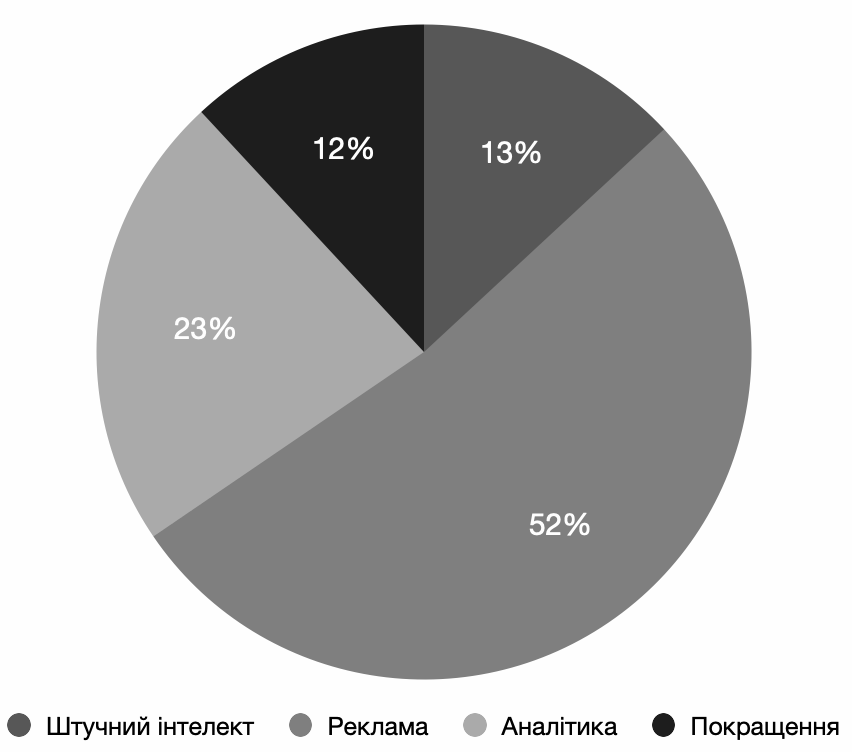 12%
13%
23%
52%
Штучний інтелект
Реклама
Аналітика
Покращення